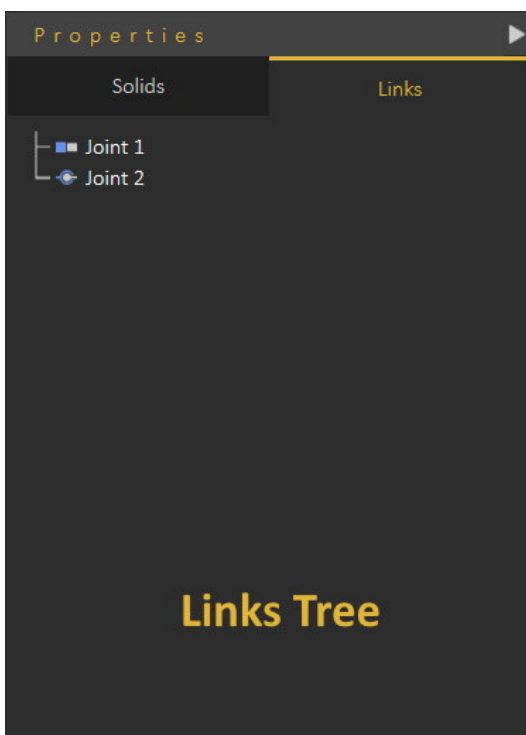 Properties
Solids Links
Joint 1
Joint 2
Links Tree